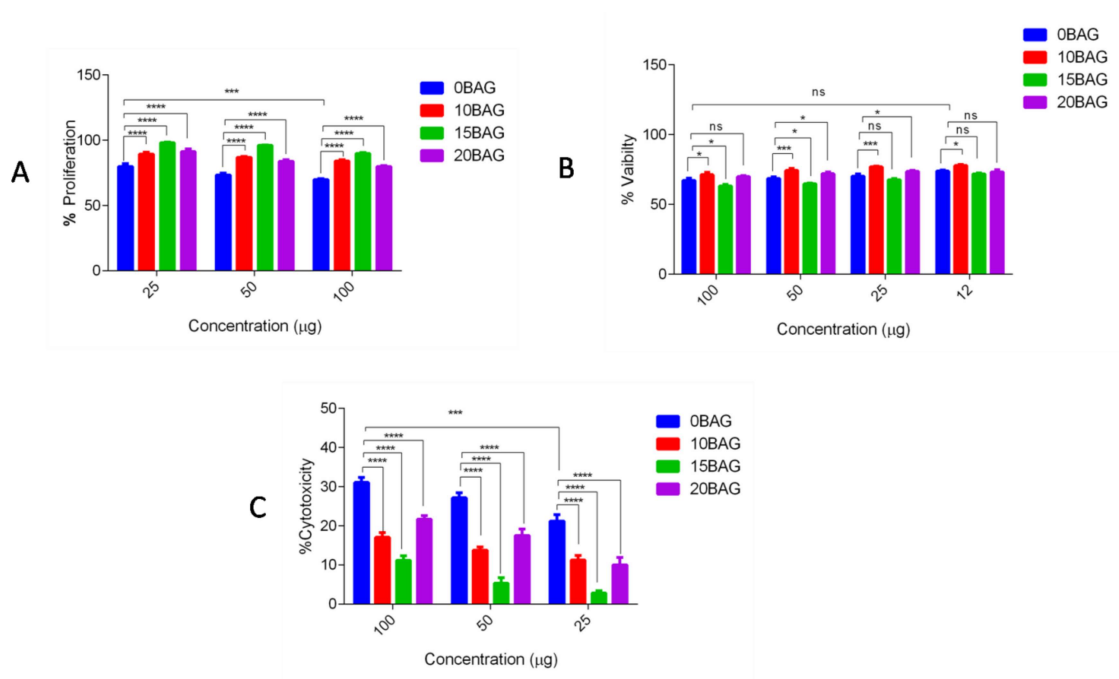 A
150
100
50
0
% Proliferation
***
****
****
****
****
****
****
****
****
****
25
50
100
Concentration (µg)
0BAG
10BAG
15BAG
20BAG
B
150
100
50
0
% Vaibilty
ns
ns
*
*
*
*
***
*
ns
***
ns
ns
*
100
50
25
12
Concentration (µg)
0BAG
10BAG
15BAG
20BAG
C
50
40
30
20
10
0
%Cytotoxicity
***
****
****
****
****
****
****
****
****
****
100
50
25
Concentration (µg)
0BAG
10BAG
15BAG
20BAG